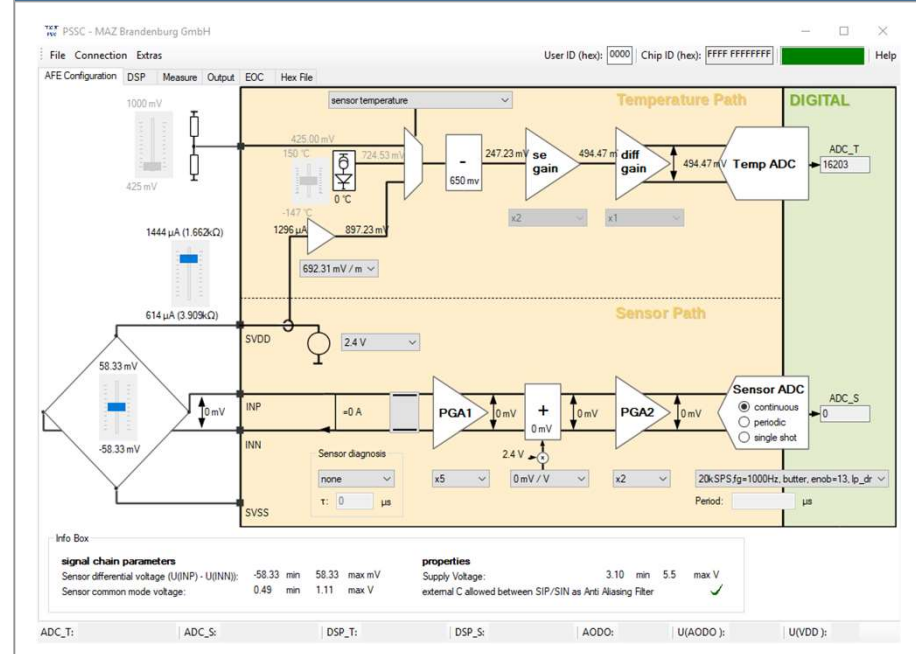 PSSC - MAZ Brandenburg GmbH
File Connection Extras User ID (hex): 0000 Chip ID (hex): FFFF FFFFFFFF Help
AFE Configuration DSP Measure Output EOC Hex File
1000 mV
425 mV
sensor temperature
Temperature Path
DIGITAL
425.00 mV
150 °C
724.53 mV
0 °C
-147 °C
-
650 mv
247.23 mV
se gain
494.47 mV
diff gain
494.47 mV
Temp ADC
ADC_T
16203
x2
x1
1296 µA
897.23 mV
692.31 mV / m
1444 µA (1.662kΩ)
614 µA (3.909kΩ)
Sensor Path
SVDD
2.4 V
58.33 mV
-58.33 mV
0 mV
INP
INN
=0 A
PGA1
0 mV
+
0 mV
0 mV
PGA2
0 mV
Sensor ADC
continuous
periodic
single shot
ADC_S
0
2.4 V
x
Sensor diagnosis
none
τ: 0 µs
x5
0 mV / V
x2
20kSPS,fg=1000Hz, butter, enob=13, lp_dr
Period: µs
SVSS
Info Box
signal chain parameters
Sensor differential voltage (U(INP) - U(INN)): -58.33 min 58.33 max mV
Sensor common mode voltage: 0.49 min 1.11 max V
properties
Supply Voltage: 3.10 min 5.5 max V
external C allowed between SIP/SIN as Anti Aliasing Filter
ADC_T: ADC_S: DSP_T: DSP_S: AODO: U(AODO ): U(VDD ):